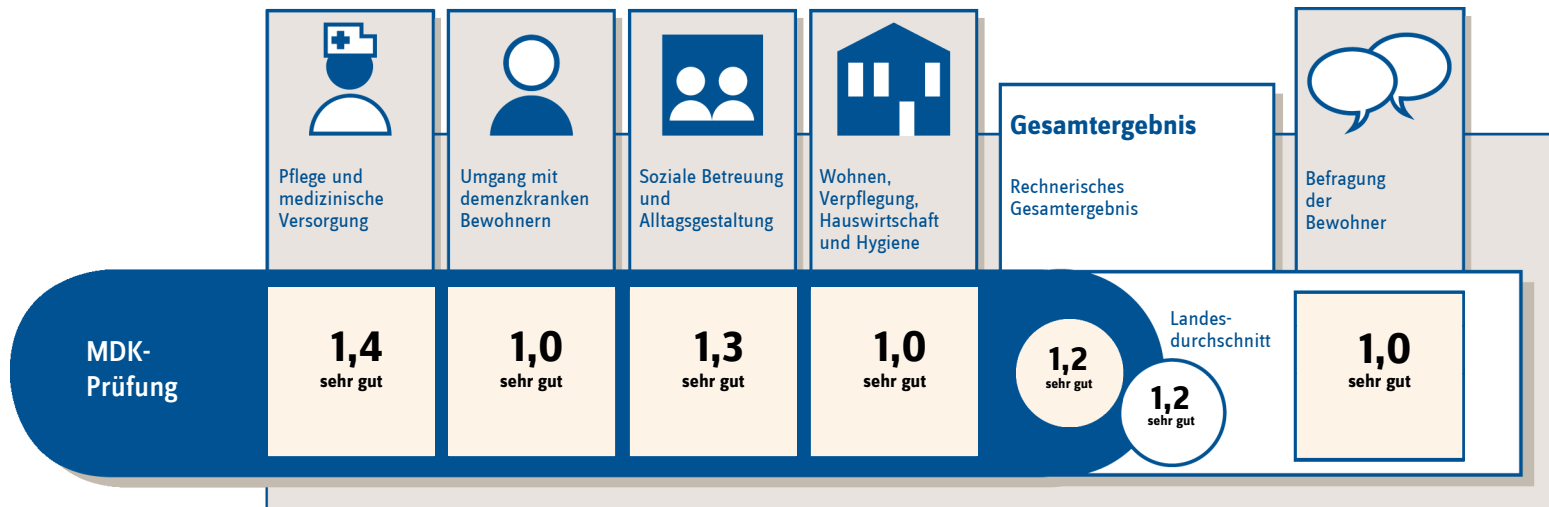 Pflege und
medizinische
Versorgung
Umgang mit
demenzkranken
Bewohnern
Soziale Betreuung
und
Alltagsgestaltung
Wohnen,
Verpflegung,
Hauswirtschaft
und Hygiene
Gesamtergebnis
Rechnerisches
Gesamtergebnis
Befragung
der
Bewohner
MDK-
Prüfung
1,4
sehr gut
1,0
sehr gut
1,3
sehr gut
1,0
sehr gut
1,2
sehr gut
Landes-
durchschnitt
1,2
sehr gut
1,0
sehr gut